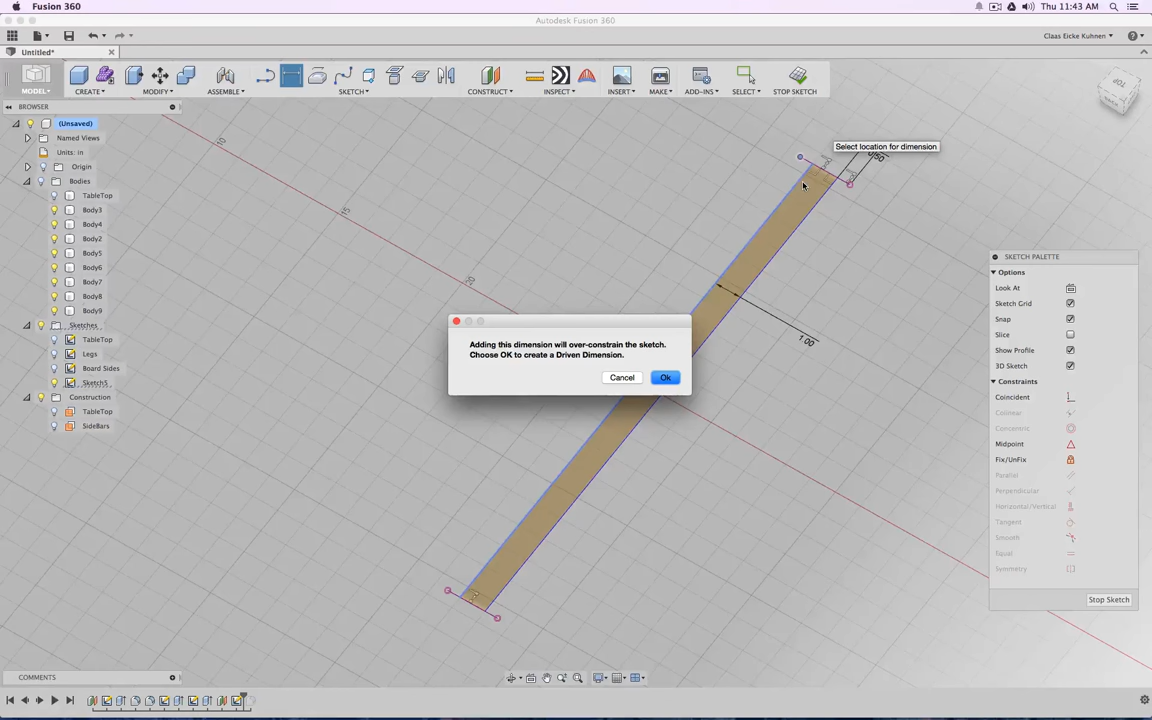 Fusion 360
Thu 11:43 AM
Autodesk Fusion 360
Claas Eicke Kuhnen
Untitled*
MODEL
CREATE
MODIFY
ASSEMBLE
SKETCH
CONSTRUCT
INSPECT
INSERT
MAKE
ADD-INS
SELECT
STOP SKETCH
BROWSER
(Unsaved)
Named Views
Units: in
Origin
Bodies
TableTop
Body3
Body4
Body2
Body5
Body6
Body7
Body8
Body9
Sketches
TableTop
Legs
Board Sides
Sketch5
Construction
TableTop
SideBars
10
15
20
TOP
Select location for dimension
1.00
Adding this dimension will over-constrain the sketch.
Choose OK to create a Driven Dimension.
Cancel
Ok
SKETCH PALETTE
Options
Look At
Sketch Grid
Snap
Slice
Show Profile
3D Sketch
Constraints
Coincident
Colinear
Concentric
Midpoint
Fix/UnFix
Parallel
Perpendicular
Horizontal/Vertical
Tangent
Smooth
Equal
Symmetry
Stop Sketch
COMMENTS